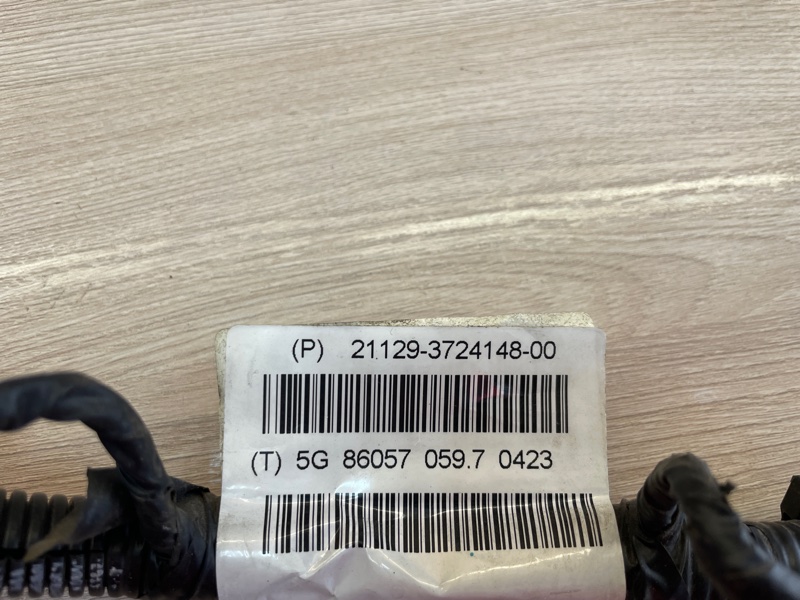 (P) 21129-3724148-00
(T) 5G 86057 059.7 0423